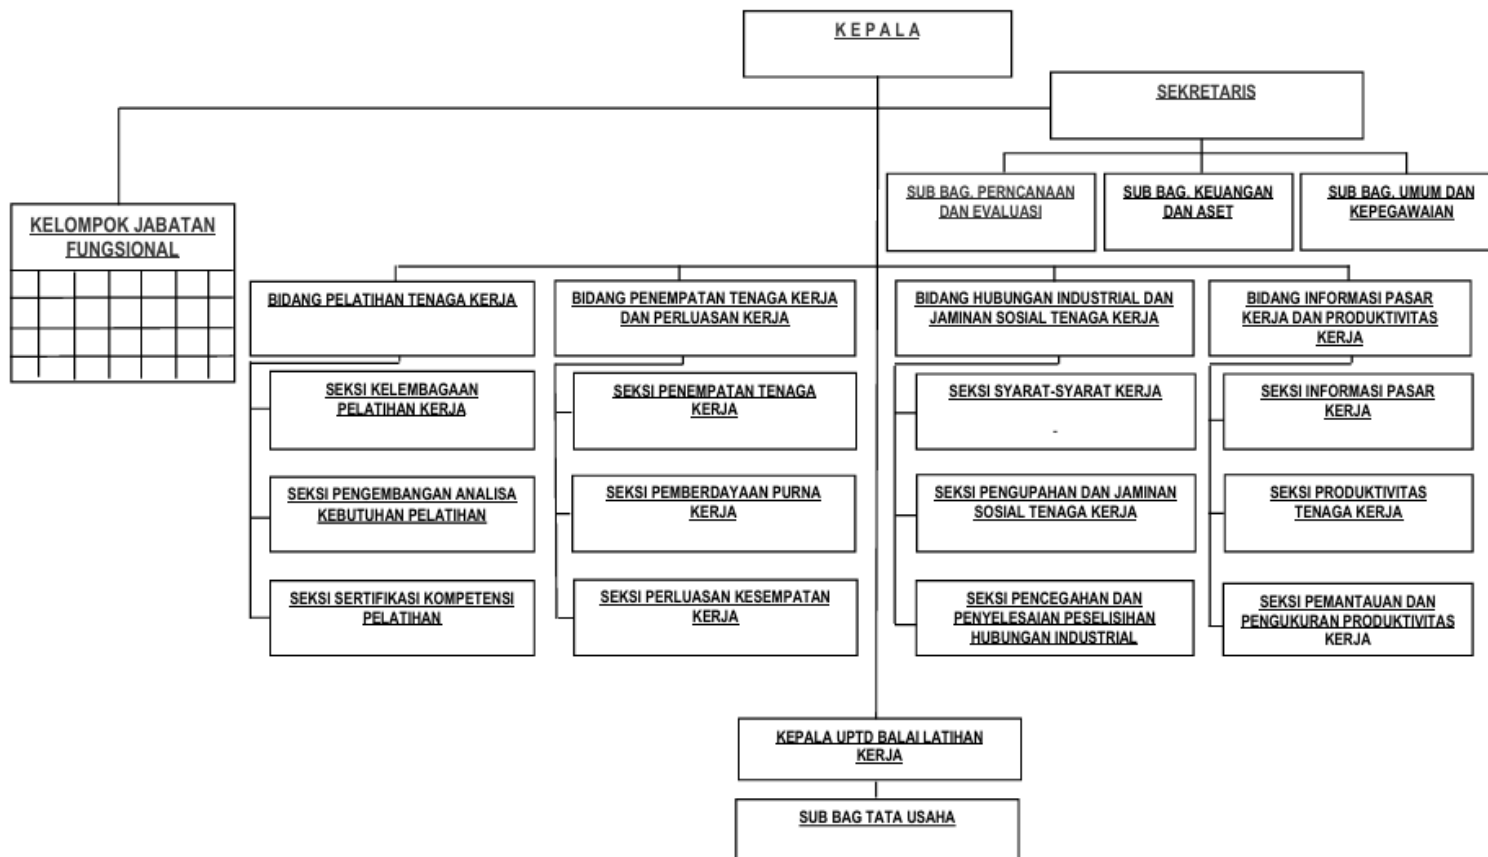 K E P A L A
SEKRETARIS
SUB BAG. PERNCANAAN
DAN EVALUASI
SUB BAG. KEUANGAN
DAN ASET
SUB BAG. UMUM DAN
KEPEGAWAIAN
KELOMPOK JABATAN
FUNGSIONAL
BIDANG PELATIHAN TENAGA KERJA
BIDANG PENEMPATAN TENAGA KERJA
DAN PERLUASAN KERJA
BIDANG HUBUNGAN INDUSTRIAL DAN
JAMINAN SOSIAL TENAGA KERJA
BIDANG INFORMASI PASAR
KERJA DAN PRODUKTIVITAS
KERJA
SEKSI KELEMBAGAAN
PELATIHAN KERJA
SEKSI PENEMPATAN TENAGA
KERJA
SEKSI SYARAT-SYARAT KERJA
-
SEKSI INFORMASI PASAR
KERJA
SEKSI PENGEMBANGAN ANALISA
KEBUTUHAN PELATIHAN
SEKSI PEMBERDAYAAN PURNA
KERJA
SEKSI PENGUPAHAN DAN JAMINAN
SOSIAL TENAGA KERJA
SEKSI PRODUKTIVITAS
TENAGA KERJA
SEKSI SERTIFIKASI KOMPETENSI
PELATIHAN
SEKSI PERLUASAN KESEMPATAN
KERJA
SEKSI PENCEGAHAN DAN
PENYELESAIAN PESELISIHAN
HUBUNGAN INDUSTRIAL
SEKSI PEMANTAUAN DAN
PENGUKURAN PRODUKTIVITAS
KERJA
KEPALA UPTD BALAI LATIHAN
KERJA
SUB BAG TATA USAHA